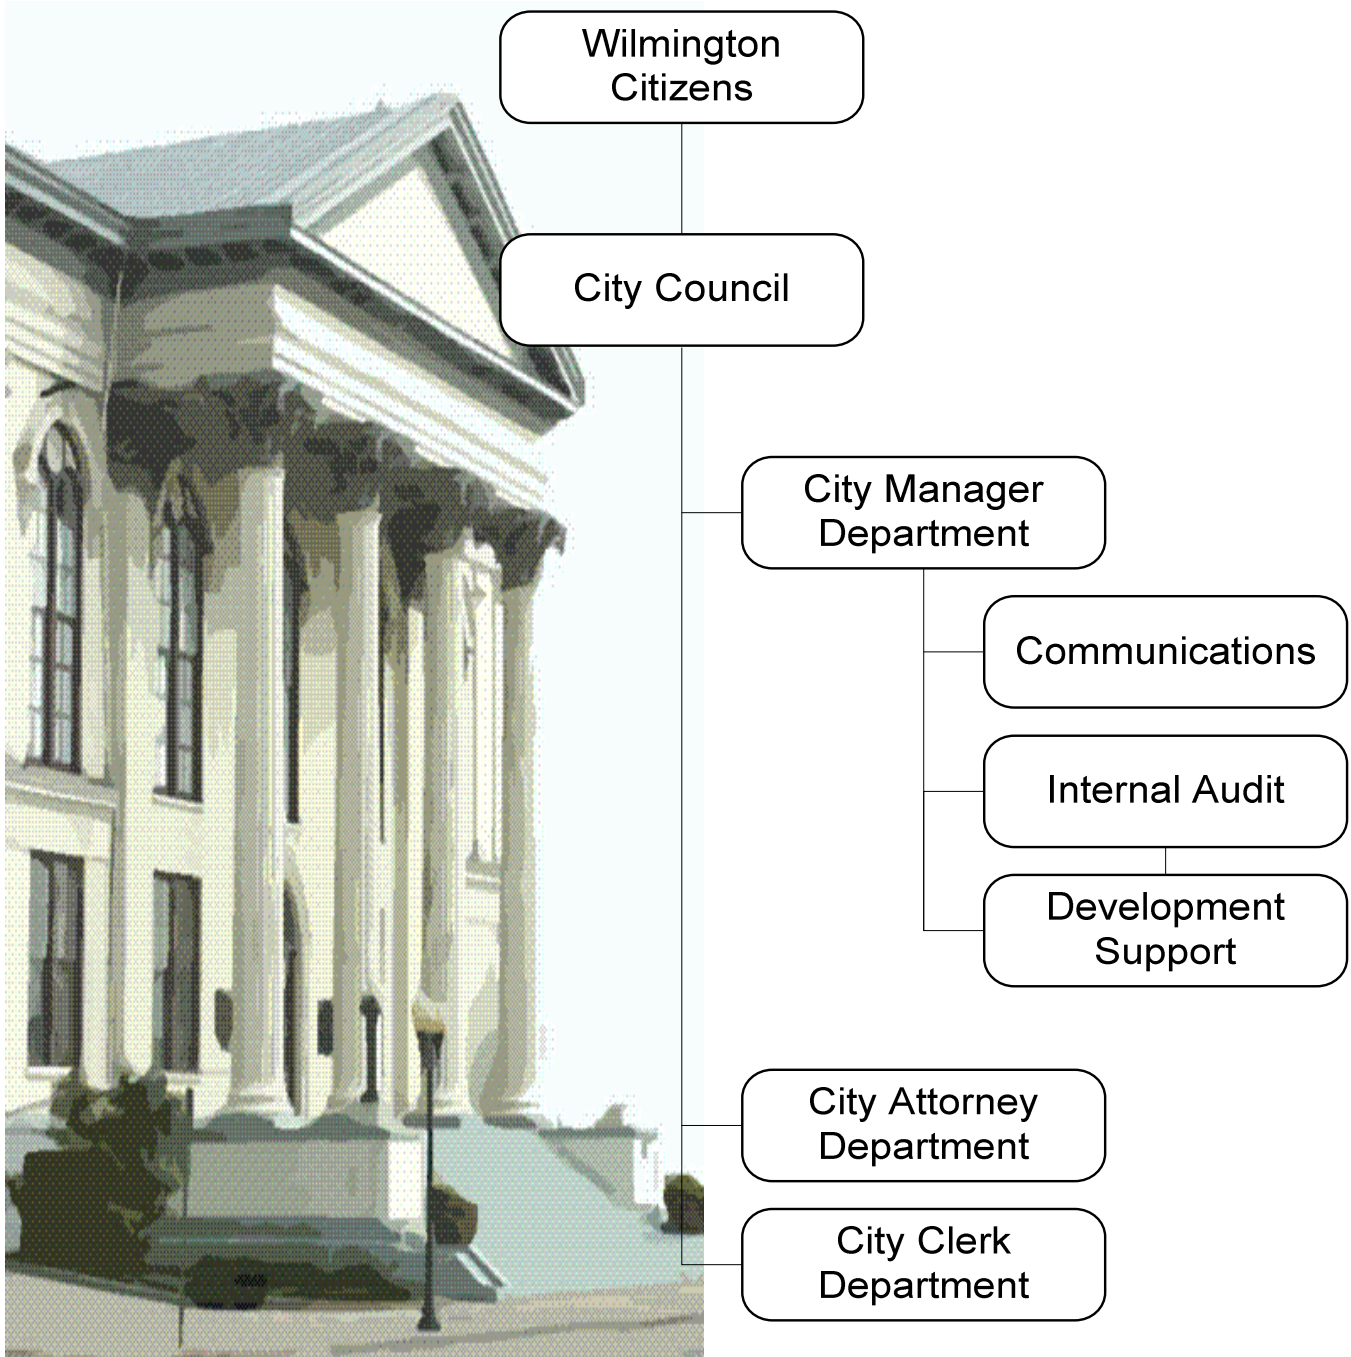 Wilmington
Citizens
City Council
City Manager
Department
Communications
Internal Audit
Development
Support
City Attorney
Department
City Clerk
Department